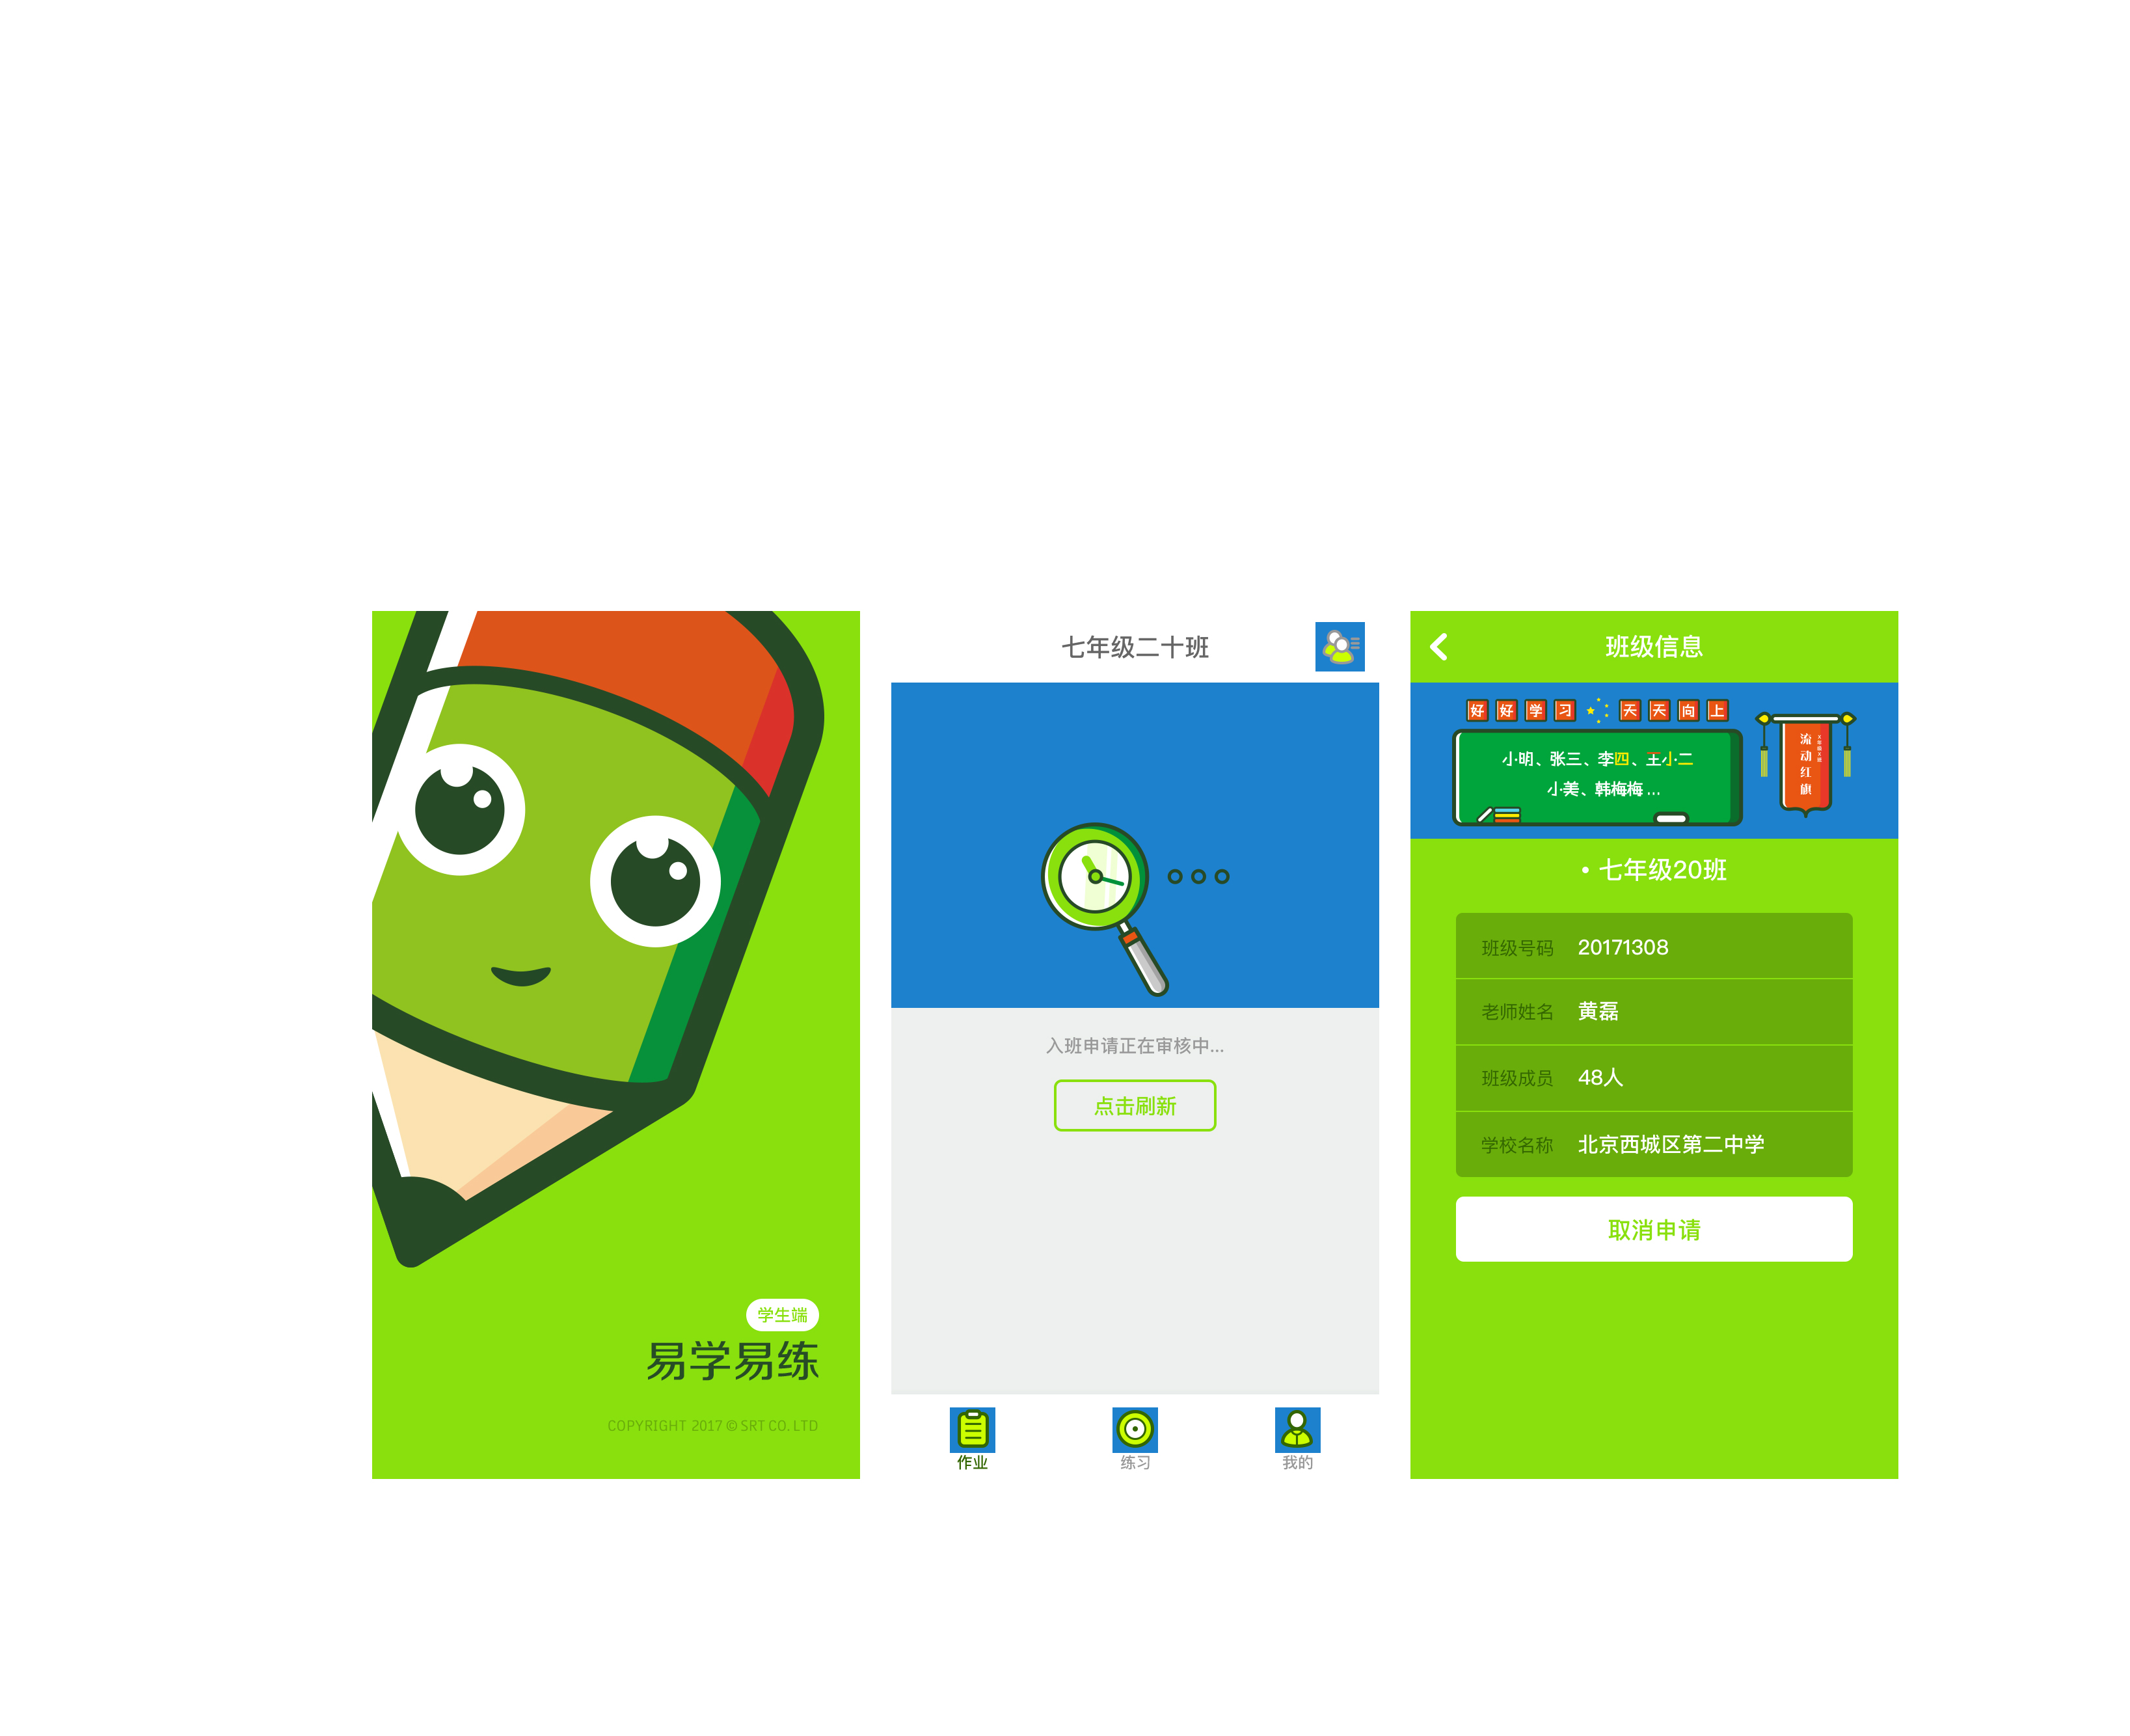 学生端
易学易练
COPYRIGHT 2017 © SRT CO. LTD
七年级二十班
入班申请正在审核中...
点击刷新
作业
练习
我的
班级信息
好好学习 天天向上
小明、张三、李四、王小二
小美、韩梅梅 ...
流动红旗
• 七年级20班
班级号码 20171308
老师姓名 黄磊
班级成员 48人
学校名称 北京西城区第二中学
取消申请